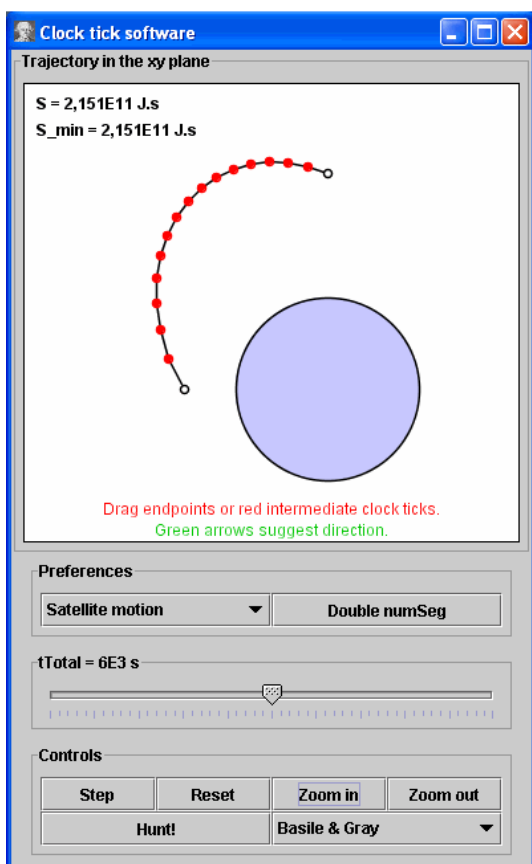 Clock tick software
Trajectory in the xy plane
S = 2,151E11 J.s
S_min = 2,151E11 J.s
Drag endpoints or red intermediate clock ticks.
Green arrows suggest direction.
Preferences
Satellite motion
Double numSeg
tTotal = 6E3 s
Controls
Step
Reset
Zoom in
Zoom out
Hunt!
Basile & Gray